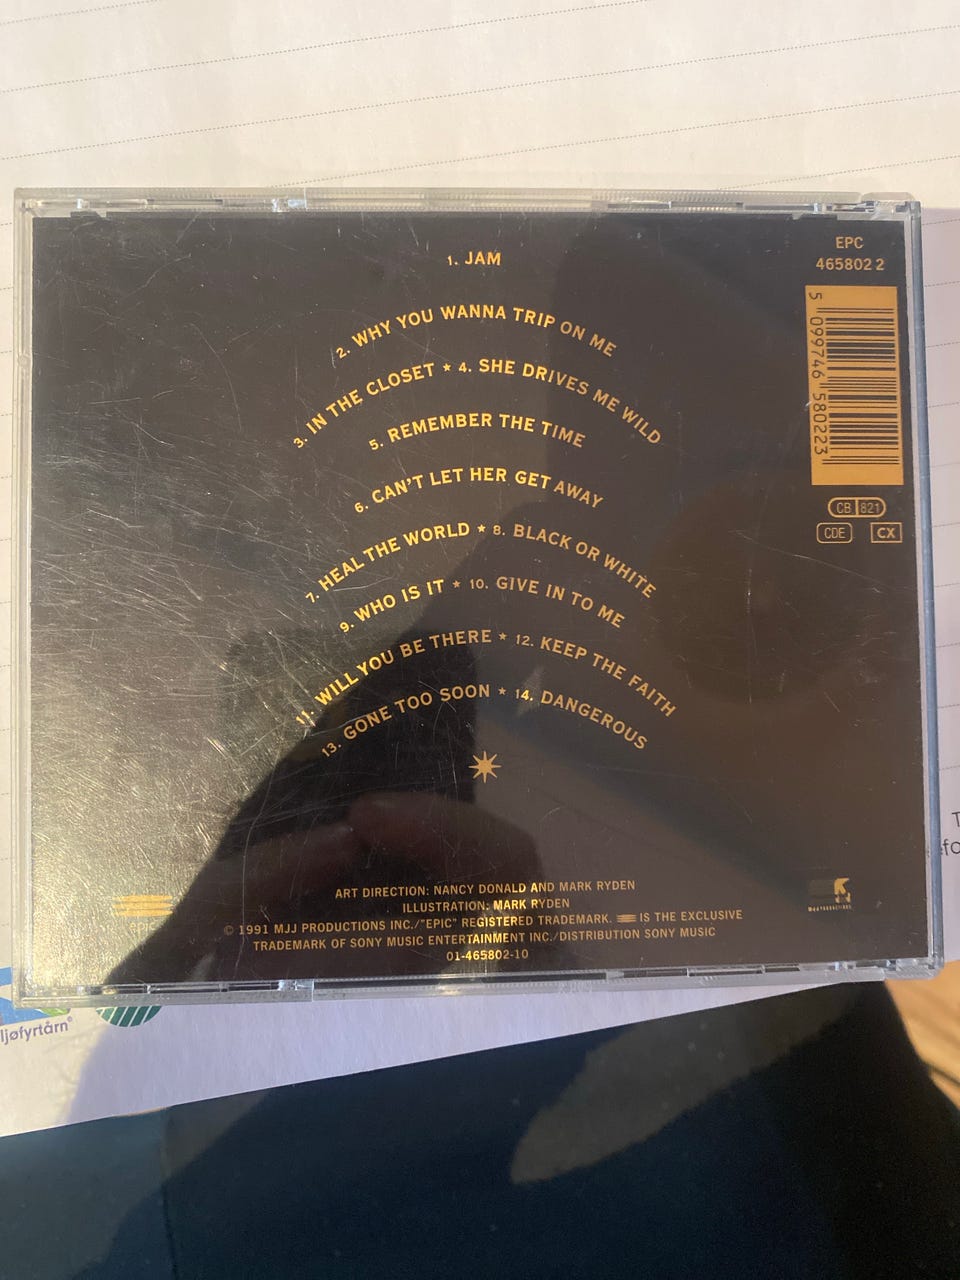 1. JAM
2. WHY YOU WANNA TRIP ON ME
3. IN THE CLOSET ★ 4. SHE DRIVES ME WILD
5. REMEMBER THE TIME
6. CAN'T LET HER GET AWAY
7. HEAL THE WORLD ★ 8. BLACK OR WHITE
9. WHO IS IT ★ 10. GIVE IN TO ME
11. WILL YOU BE THERE ★ 12. KEEP THE FAITH
13. GONE TOO SOON ★ 14. DANGEROUS
EPC
465802 2
5 099746 580223
CB 821
CDE CX
epic
ART DIRECTION: NANCY DONALD AND MARK RYDEN
ILLUSTRATION: MARK RYDEN
© 1991 MJJ PRODUCTIONS INC./"EPIC" REGISTERED TRADEMARK. IS THE EXCLUSIVE
TRADEMARK OF SONY MUSIC ENTERTAINMENT INC./DISTRIBUTION SONY MUSIC
01-465802-10
MJJ PRODUCTIONS
ljøfyrtårn®